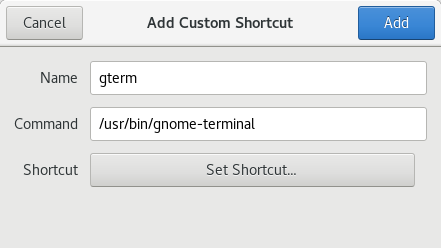 Cancel Add Custom Shortcut Add
Name gterm
Command /usr/bin/gnome-terminal
Shortcut Set Shortcut...